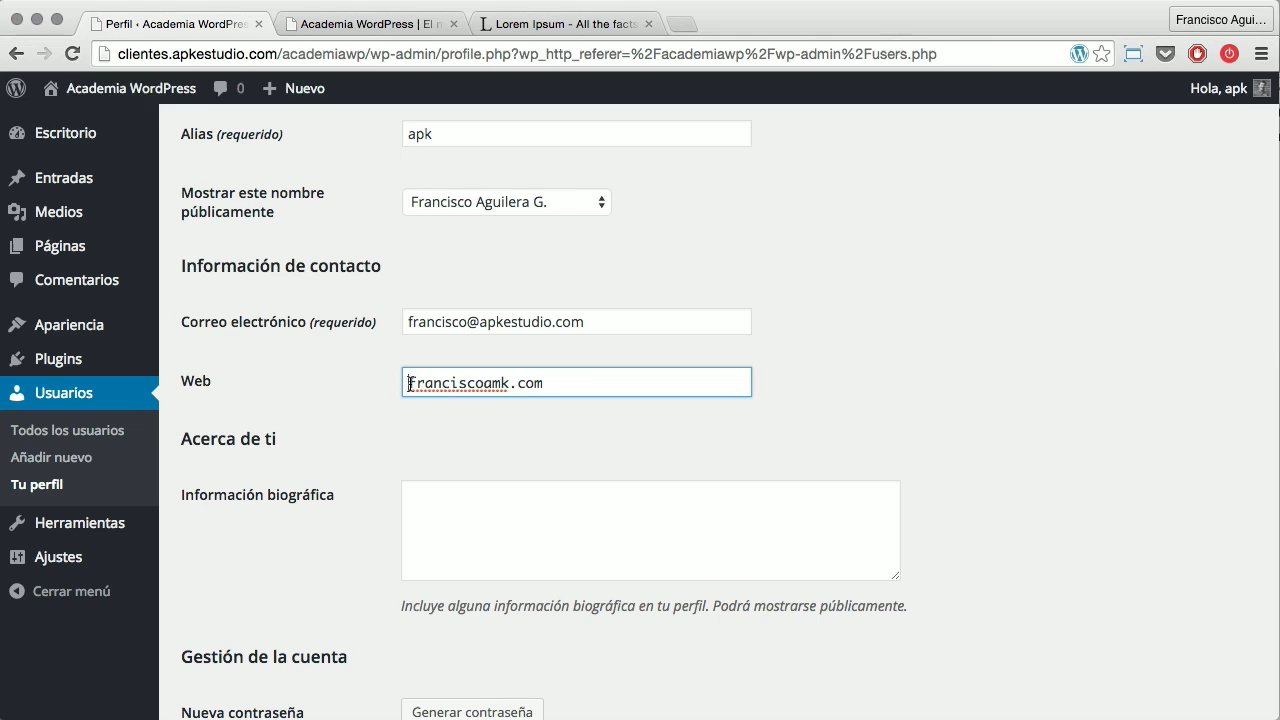 Perfil ‹ Academia WordPres
Academia WordPress | El n
Lorem Ipsum - All the facts
Francisco Agui...
clientes.apkestudio.com/academiawp/wp-admin/profile.php?wp_http_referer=%2Facademiawp%2Fwp-admin%2Fusers.php
Academia WordPress
0
Nuevo
Hola, apk
Escritorio
Entradas
Medios
Páginas
Comentarios
Apariencia
Plugins
Usuarios
Todos los usuarios
Añadir nuevo
Tu perfil
Herramientas
Ajustes
Cerrar menú
Alias (requerido)
apk
Mostrar este nombre
públicamente
Francisco Aguilera G.
Información de contacto
Correo electrónico (requerido)
francisco@apkestudio.com
Web
franciscoamk.com
Acerca de ti
Información biográfica
Incluye alguna información biográfica en tu perfil. Podrá mostrarse públicamente.
Gestión de la cuenta
Nueva contraseña
Generar contraseña